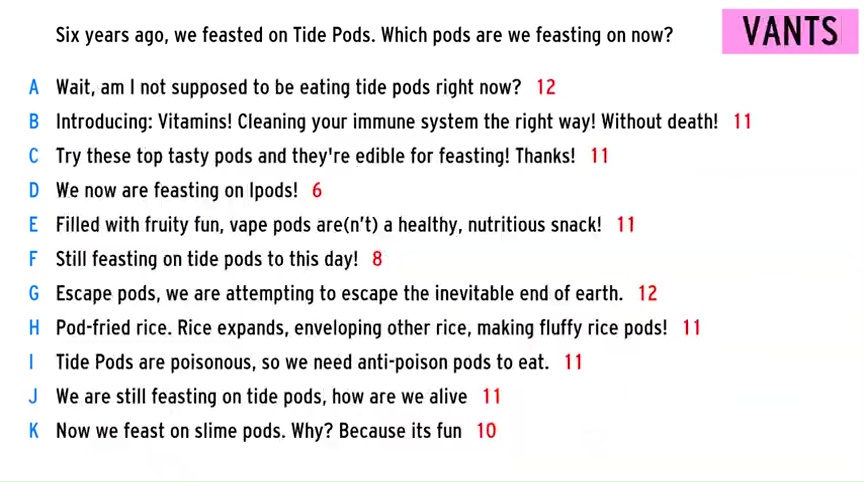 Six years ago, we feasted on Tide Pods. Which pods are we feasting on now?
VANTS
A Wait, am I not supposed to be eating tide pods right now? 12
B Introducing: Vitamins! Cleaning your immune system the right way! Without death! 11
C Try these top tasty pods and they're edible for feasting! Thanks! 11
D We now are feasting on Ipods! 6
E Filled with fruity fun, vape pods are(n't) a healthy, nutritious snack! 11
F Still feasting on tide pods to this day! 8
G Escape pods, we are attempting to escape the inevitable end of earth. 12
H Pod-fried rice. Rice expands, enveloping other rice, making fluffy rice pods! 11
I Tide Pods are poisonous, so we need anti-poison pods to eat. 11
J We are still feasting on tide pods, how are we alive 11
K Now we feast on slime pods. Why? Because its fun 10